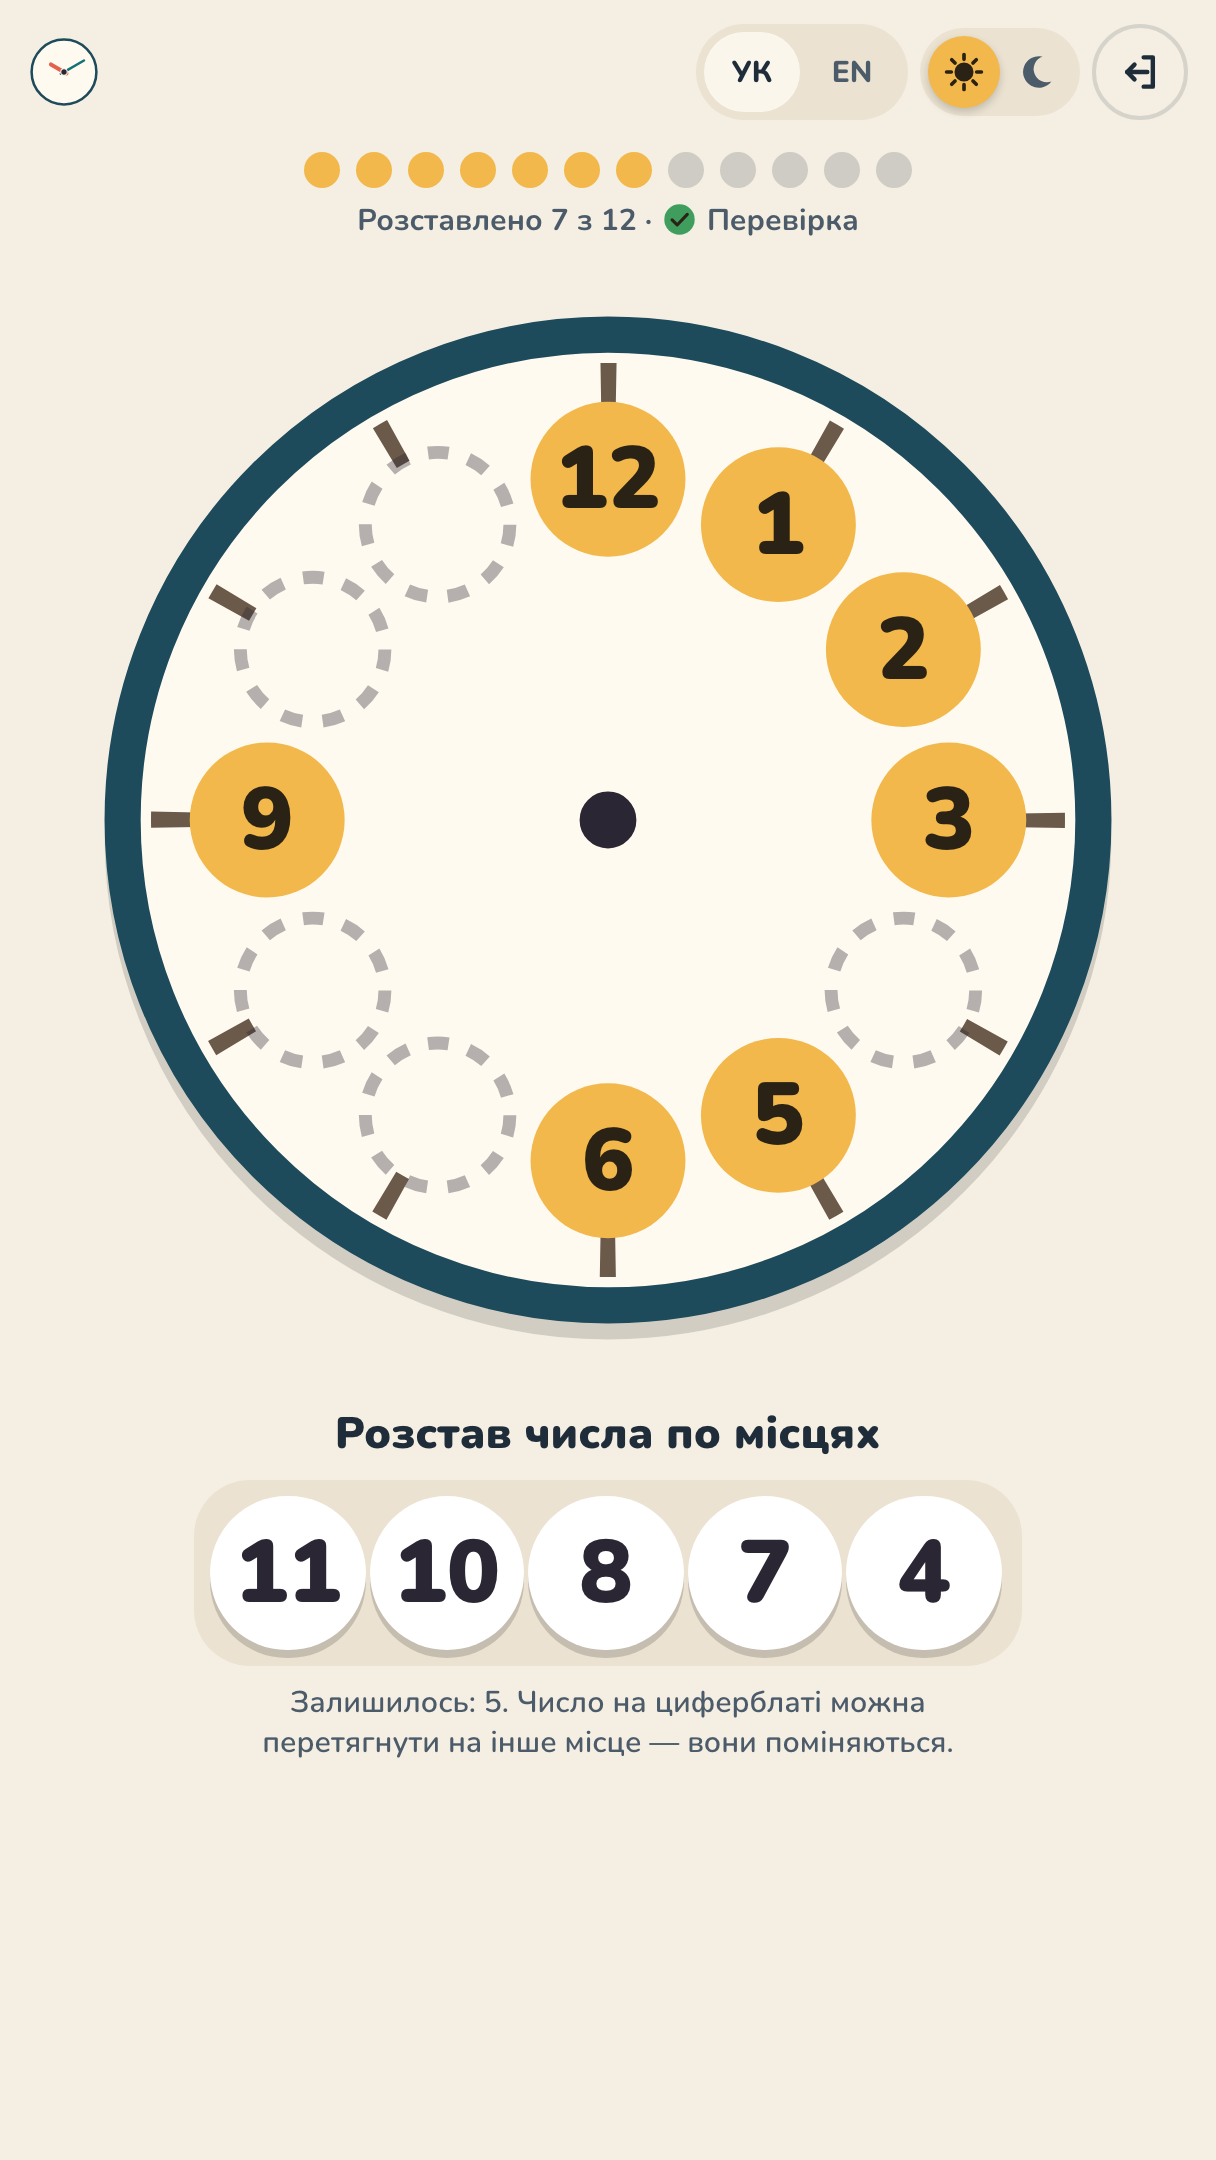 УК EN
Розставлено 7 з 12 · Перевірка
12
1
2
9
3
5
6
Розстав числа по місцях
11 10 8 7 4
Залишилось: 5. Число на циферблаті можна
перетягнути на інше місце — вони поміняються.